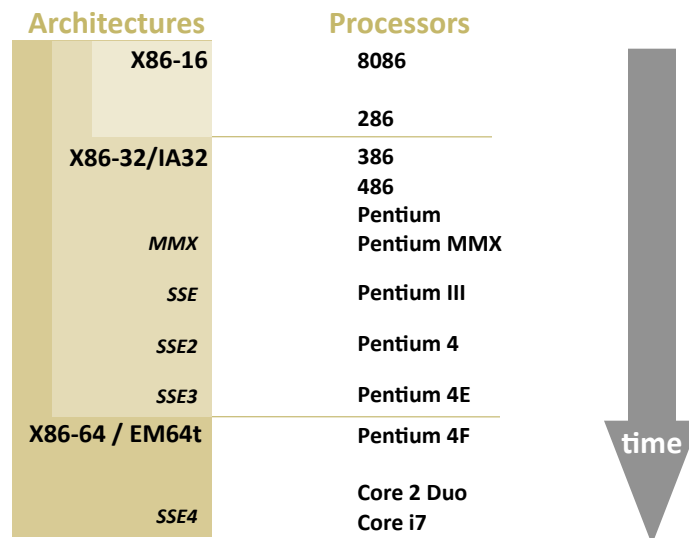 Architectures Processors
X86-16 8086
286
X86-32/IA32 386
486
Pentium
MMX Pentium MMX
SSE Pentium III
SSE2 Pentium 4
SSE3 Pentium 4E
X86-64 / EM64t Pentium 4F
time
Core 2 Duo
SSE4 Core i7